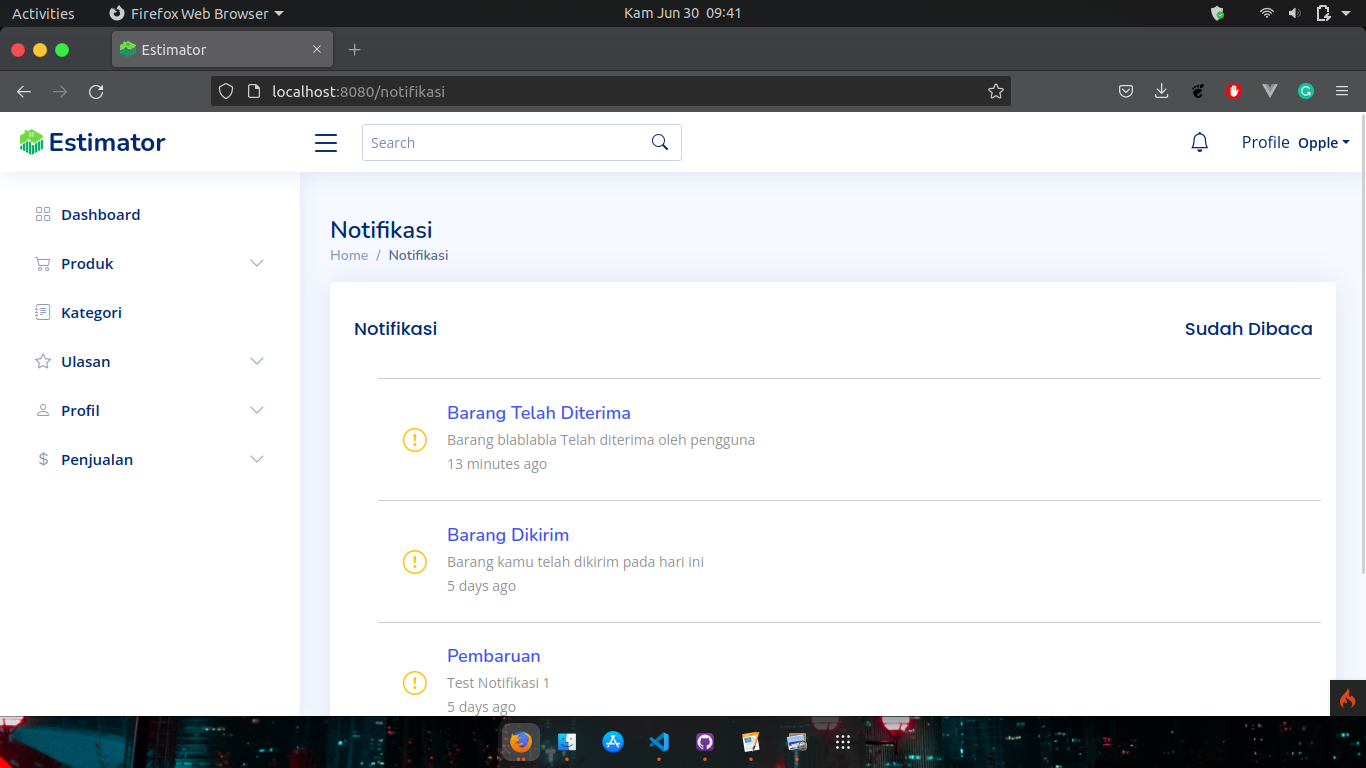 Activities Firefox Web Browser Kam Jun 30 09:41
Estimator
localhost:8080/notifikasi
Estimator Search Profile Opple
Dashboard
Produk
Kategori
Ulasan
Profil
$ Penjualan
Notifikasi
Home / Notifikasi
Notifikasi Sudah Dibaca
Barang Telah Diterima
Barang blablabla Telah diterima oleh pengguna
13 minutes ago
Barang Dikirim
Barang kamu telah dikirim pada hari ini
5 days ago
Pembaruan
Test Notifikasi 1
5 days ago